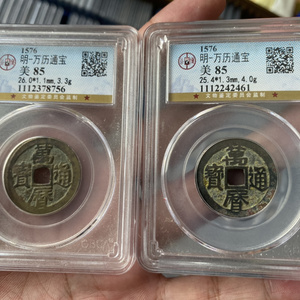 1576
明-万历通宝
美 85
26.0*1.1mm,3.3g
1112378756
萬曆通寶
1576
明-万历通宝
美 85
25.4*1.3mm,4.0g
1112242461
萬曆通寶